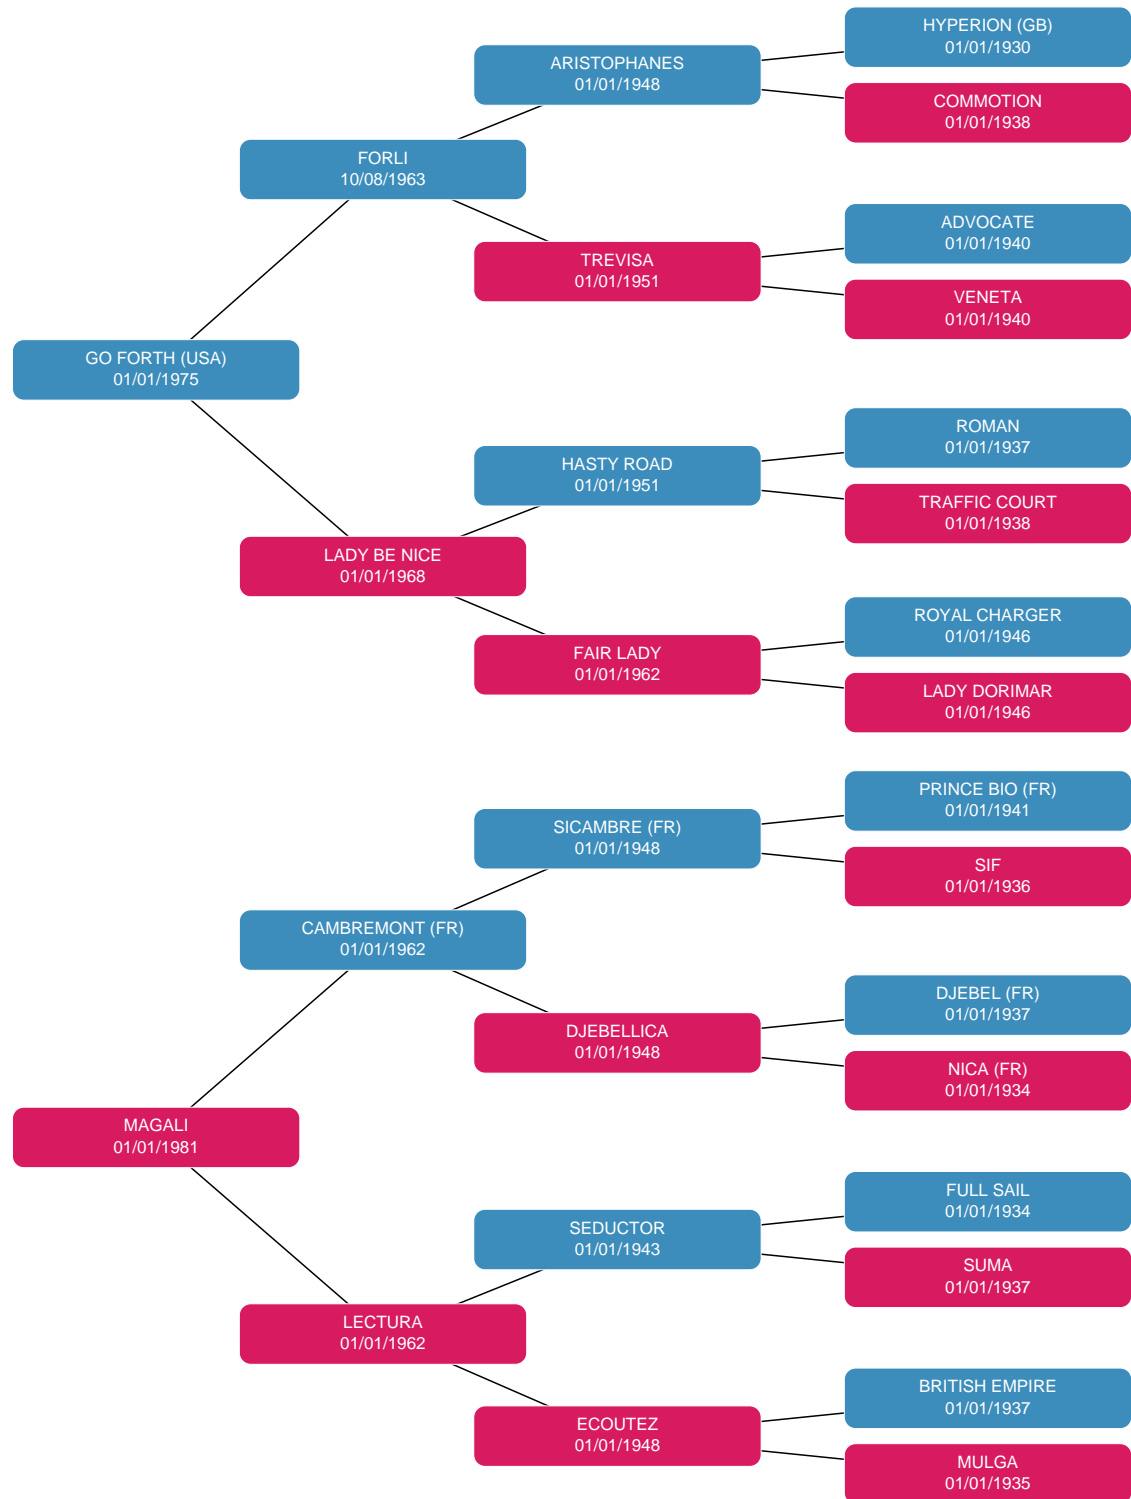 HYPERION (GB)
01/01/1930
ARISTOPHANES
01/01/1948
COMMOTION
01/01/1938
FORLI
10/08/1963
ADVOCATE
01/01/1940
TREVISA
01/01/1951
VENETA
01/01/1940
GO FORTH (USA)
01/01/1975
ROMAN
01/01/1937
HASTY ROAD
01/01/1951
TRAFFIC COURT
01/01/1938
LADY BE NICE
01/01/1968
ROYAL CHARGER
01/01/1946
FAIR LADY
01/01/1962
LADY DORIMAR
01/01/1946
PRINCE BIO (FR)
01/01/1941
SICAMBRE (FR)
01/01/1948
SIF
01/01/1936
CAMBREMONT (FR)
01/01/1962
DJEBEL (FR)
01/01/1937
DJEBELLICA
01/01/1948
NICA (FR)
01/01/1934
MAGALI
01/01/1981
FULL SAIL
01/01/1934
SEDUCTOR
01/01/1943
SUMA
01/01/1937
LECTURA
01/01/1962
BRITISH EMPIRE
01/01/1937
ECOUTEZ
01/01/1948
MULGA
01/01/1935